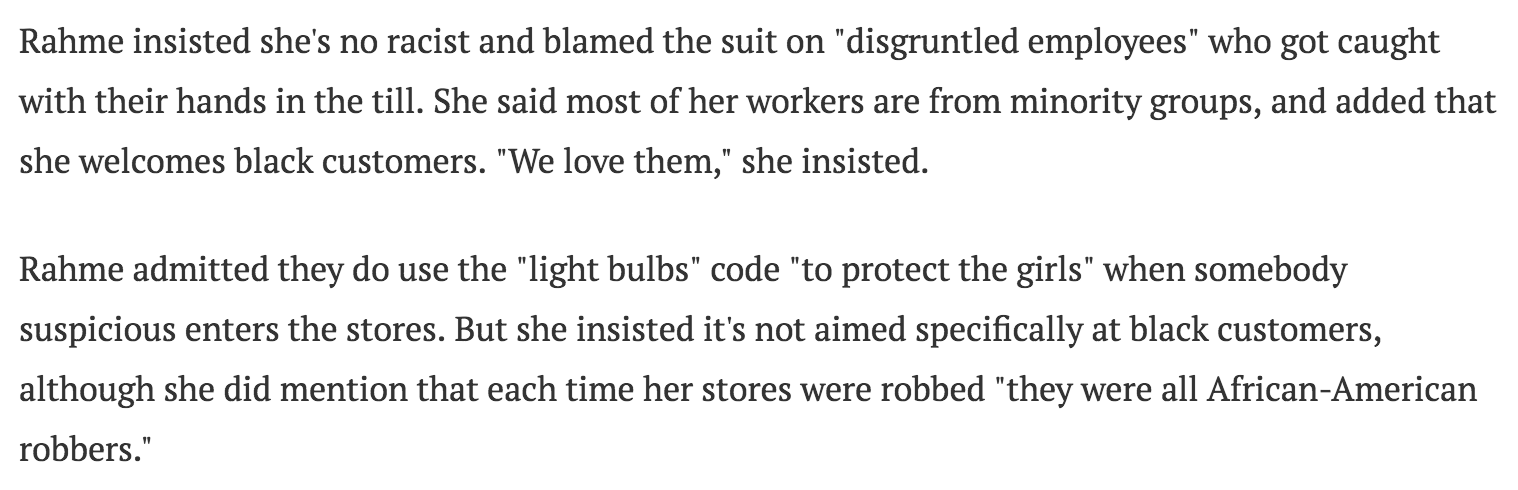 Rahme insisted she's no racist and blamed the suit on "disgruntled employees" who got caught
with their hands in the till. She said most of her workers are from minority groups, and added that
she welcomes black customers. "We love them," she insisted.
Rahme admitted they do use the "light bulbs" code "to protect the girls" when somebody
suspicious enters the stores. But she insisted it's not aimed specifically at black customers,
although she did mention that each time her stores were robbed "they were all African-American
robbers."